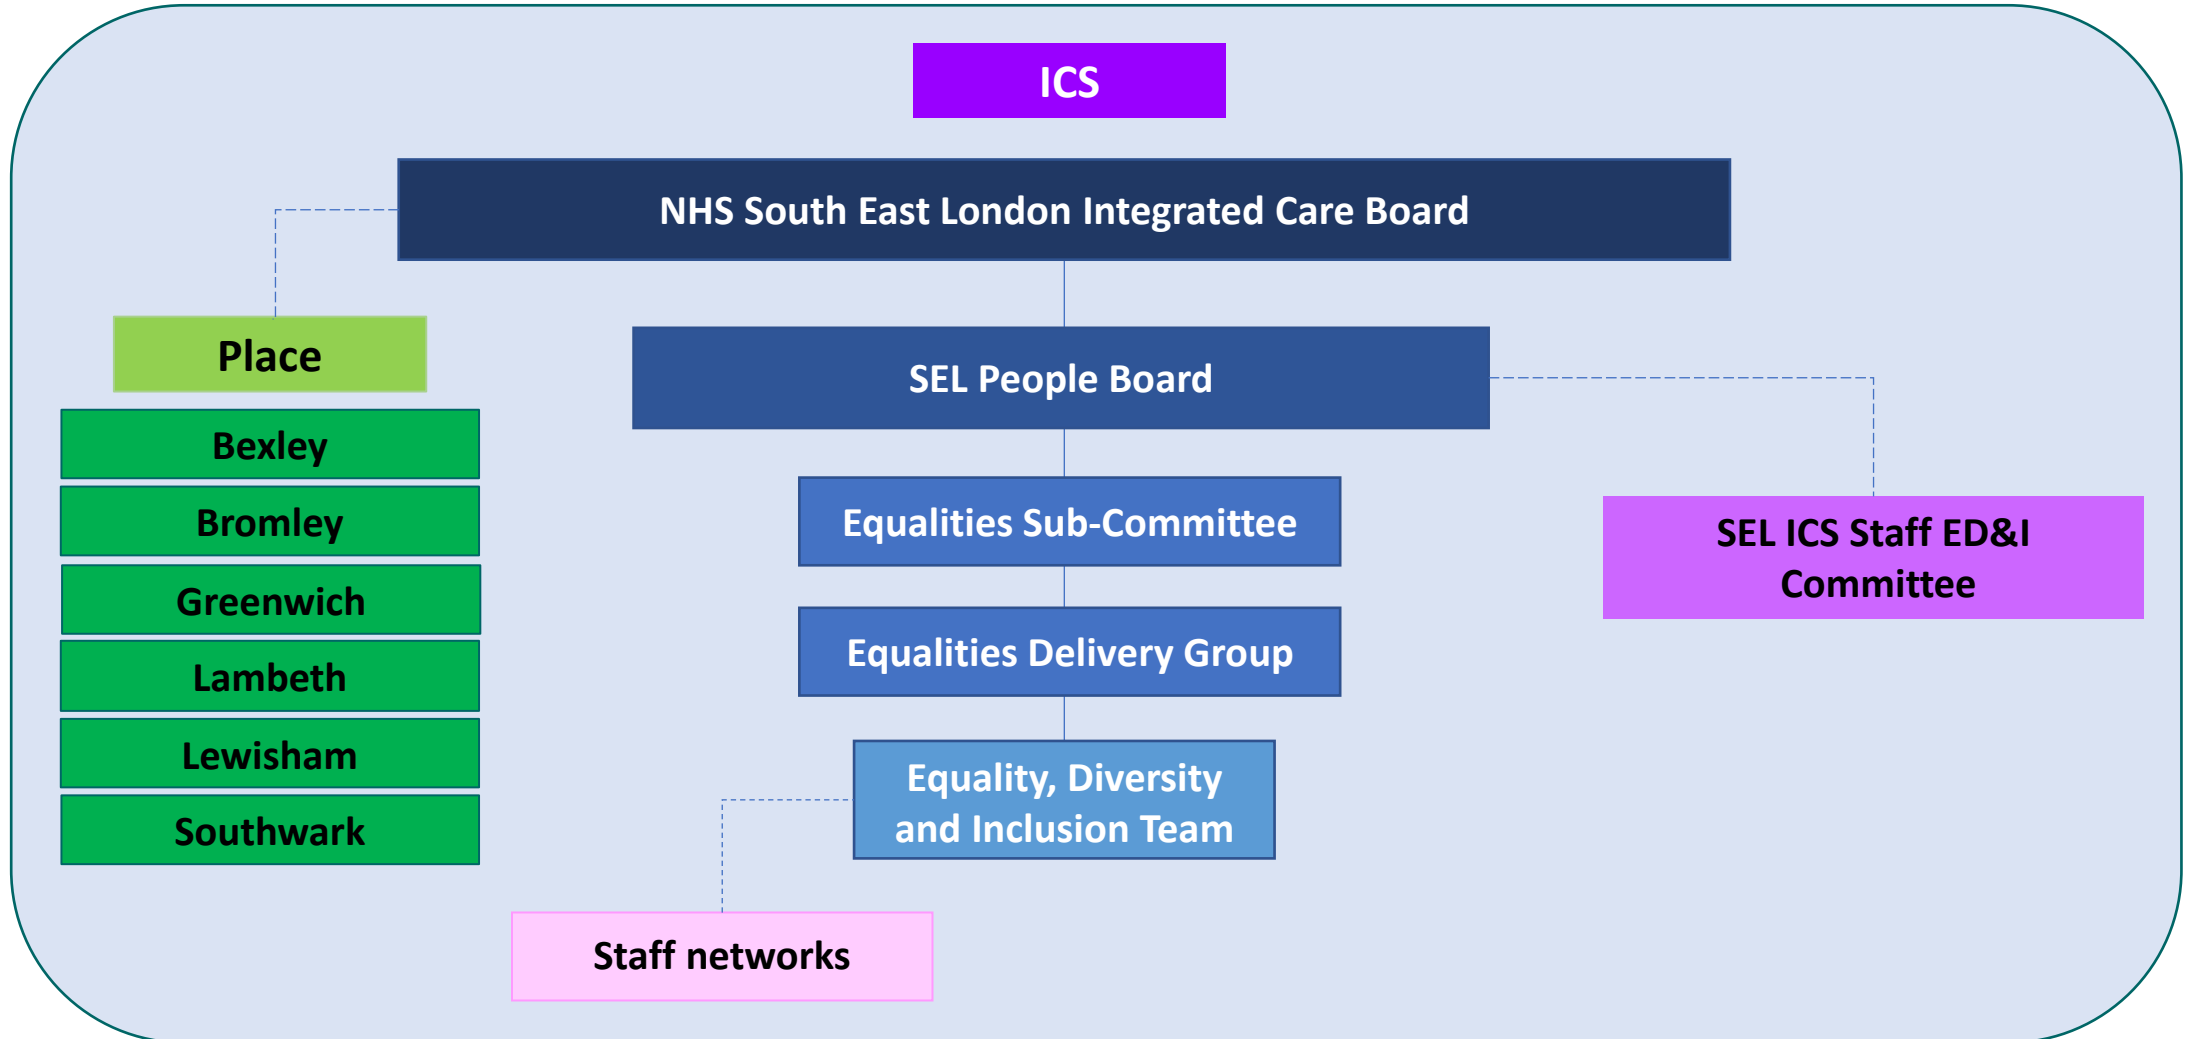 ICS
NHS South East London Integrated Care Board
Place
Bexley
Bromley
Greenwich
Lambeth
Lewisham
Southwark
SEL People Board
Equalities Sub-Committee
Equalities Delivery Group
Equality, Diversity
and Inclusion Team
Staff networks
SEL ICS Staff ED&I
Committee